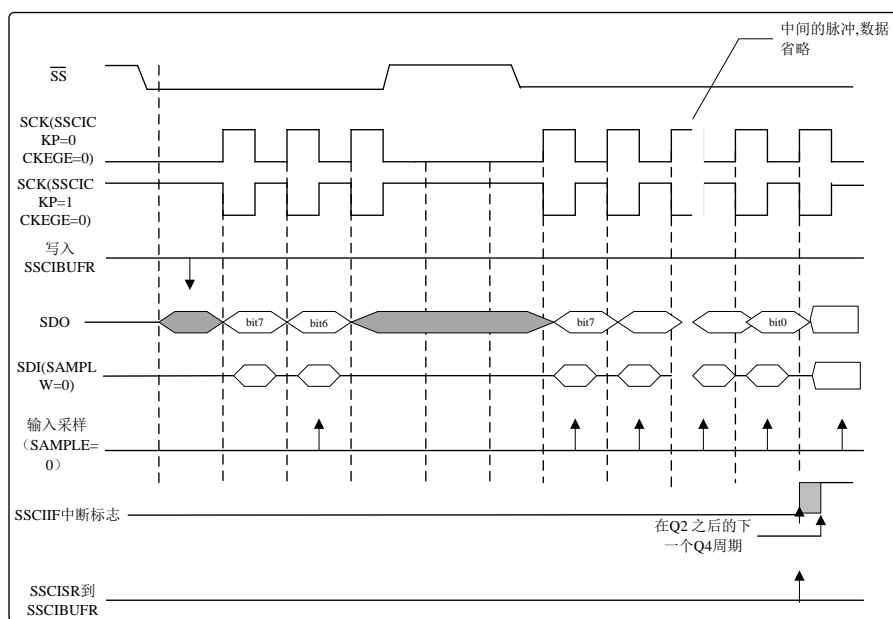 中间的脉冲,数据
省略
SS
SCK(SSCIC
KP=0
CKEGE=0)
SCK(SSCIC
KP=1
CKEGE=0)
写入
SSCIBUFR
SDO
bit7
bit6
bit7
bit0
SDI(SAMPL
W=0)
输入采样
（SAMPLE=
0）
SSCIIF中断标志
在Q2 之后的下
一个Q4周期
SSCISR到
SSCIBUFR